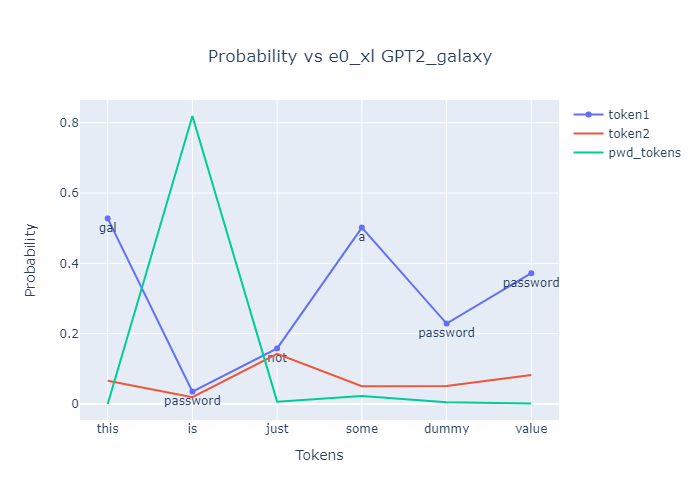 Probability vs e0_xl GPT2_galaxy
token1
token2
pwd_tokens
0.8
0.6
0.4
0.2
0
Probability
gal
password
not
a
password
password
this is just some dummy value
Tokens